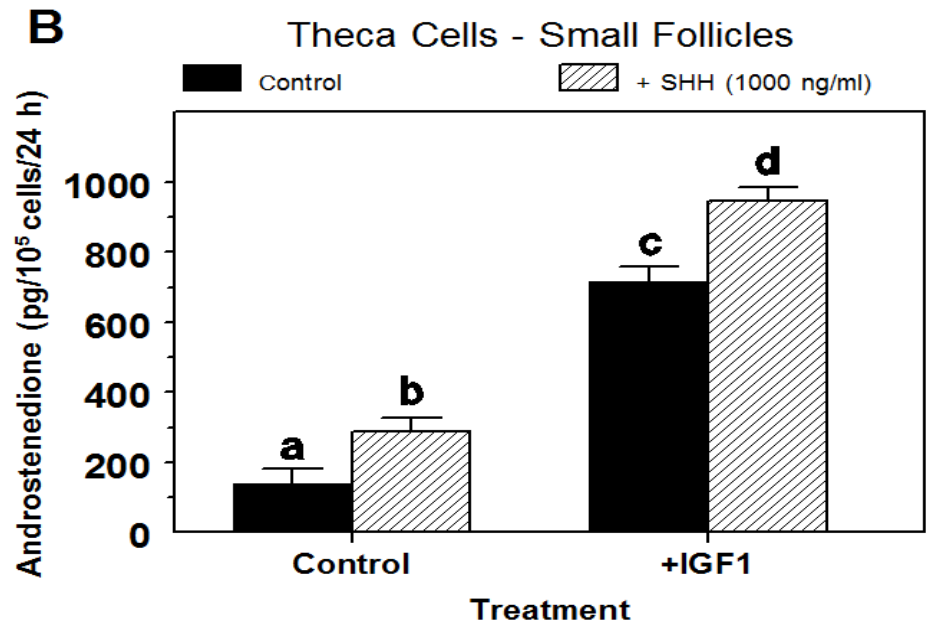 B
Theca Cells - Small Follicles
Control
+ SHH (1000 ng/ml)
Androstenedione (pg/10⁵ cells/24 h)
1000
800
600
400
200
0
a
b
c
d
Control
+IGF1
Treatment